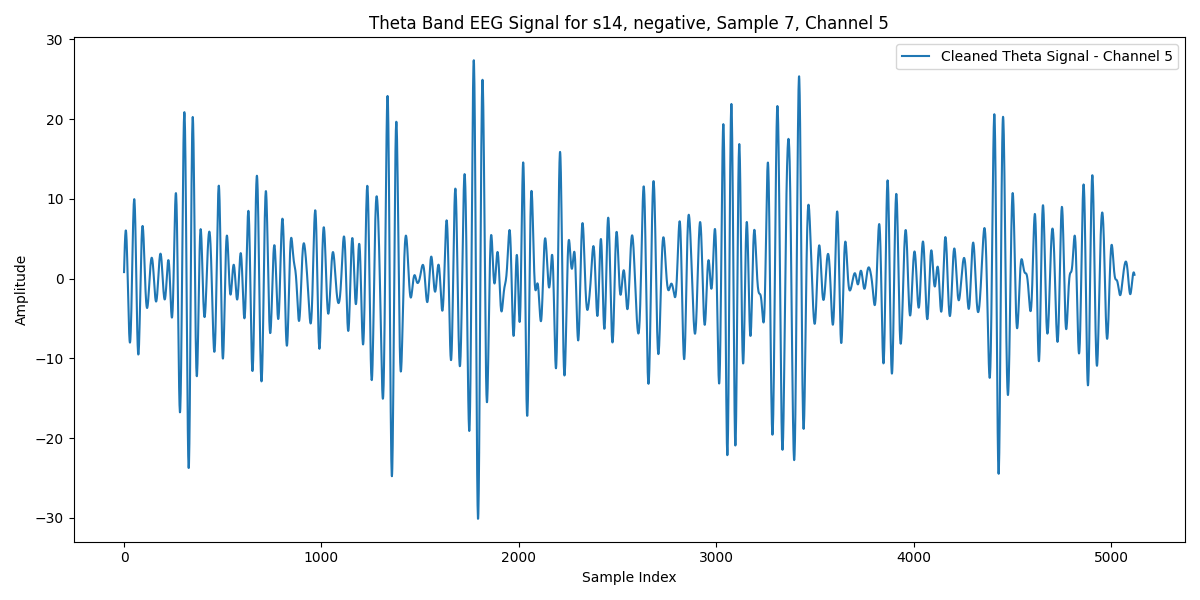 Theta Band EEG Signal for s14, negative, Sample 7, Channel 5
Cleaned Theta Signal - Channel 5
Amplitude
30
20
10
0
−10
−20
−30
0 1000 2000 3000 4000 5000
Sample Index